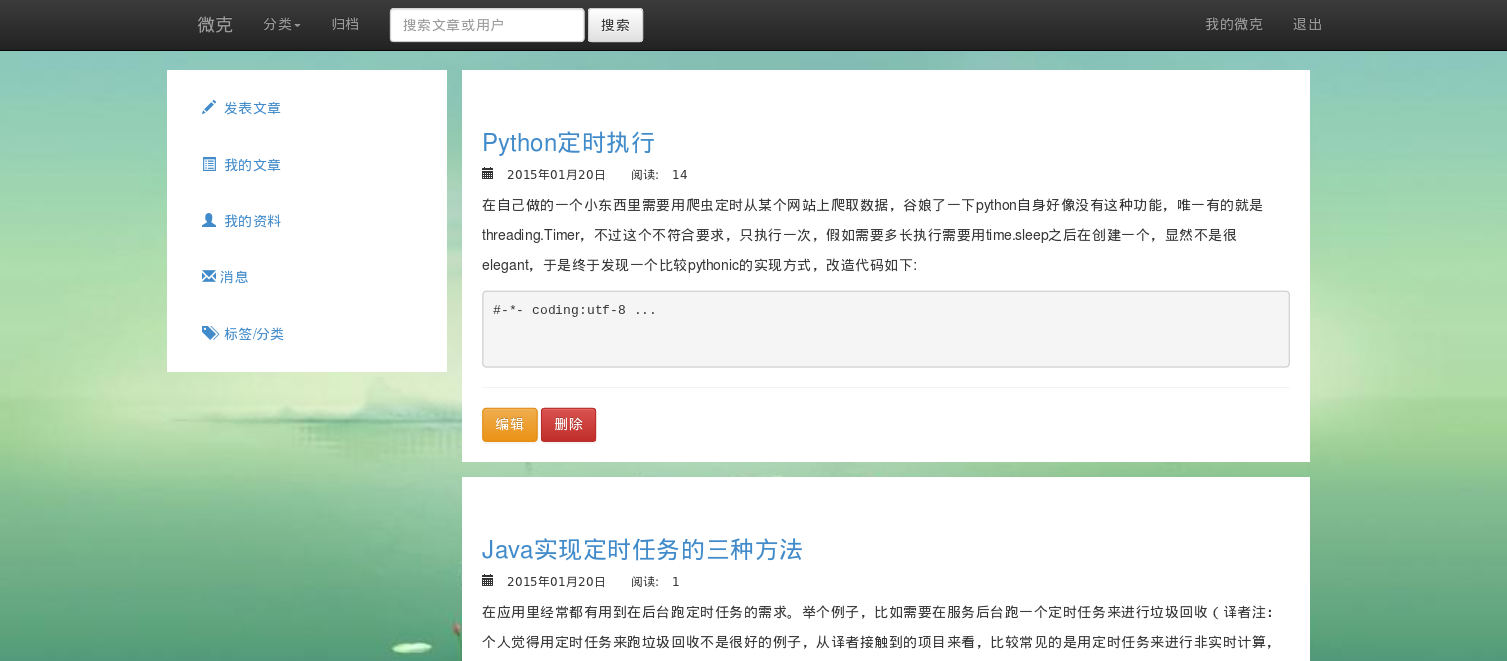 微克 分类 归档 搜索文章或用户 搜索 我的微克 退出
发表文章
我的文章
我的资料
消息
标签/分类
Python定时执行
2015年01月20日 阅读: 14
在自己做的一个小东西里需要用爬虫定时从某个网站上爬取数据，谷娘了一下python自身好像没有这种功能，唯一有的就是
threading.Timer，不过这个不符合要求，只执行一次，假如需要多长执行需要用time.sleep之后在创建一个，显然不是很
elegant，于是终于发现一个比较pythonic的实现方式，改造代码如下:
#-*- coding:utf-8 ...
编辑 删除
Java实现定时任务的三种方法
2015年01月20日 阅读: 1
在应用里经常都有用到在后台跑定时任务的需求。举个例子，比如需要在服务后台跑一个定时任务来进行垃圾回收（译者注：
个人觉得用定时任务来跑垃圾回收不是很好的例子，从译者接触到的项目来看，比较常见的是用定时任务来进行非实时计算，